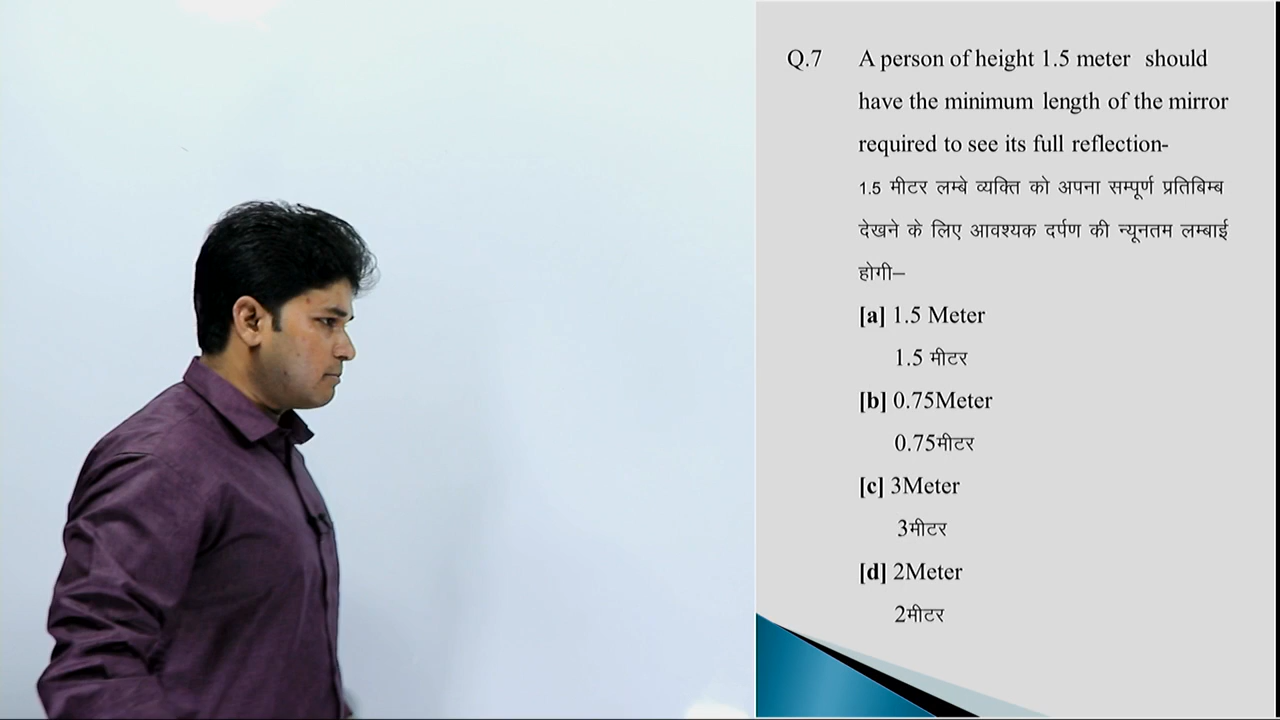 Q.7 A person of height 1.5 meter should
have the minimum length of the mirror
required to see its full reflection-
1.5 मीटर लम्बे व्यक्ति को अपना सम्पूर्ण प्रतिबिम्ब
देखने के लिए आवश्यक दर्पण की न्यूनतम लम्बाई
होगी–
[a] 1.5 Meter
1.5 मीटर
[b] 0.75Meter
0.75मीटर
[c] 3Meter
3मीटर
[d] 2Meter
2मीटर